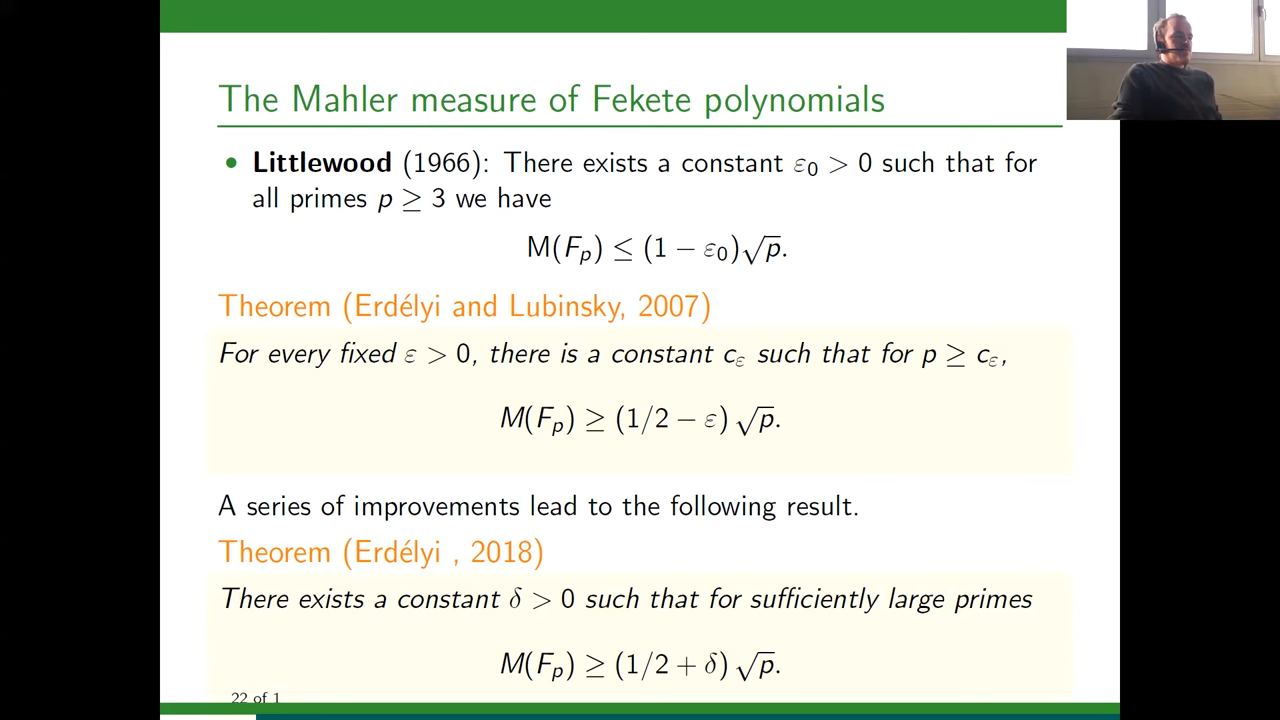 The Mahler measure of Fekete polynomials
• Littlewood (1966): There exists a constant ε₀ > 0 such that for
all primes p ≥ 3 we have
M(Fₚ) ≤ (1 − ε₀)√p.
Theorem (Erdélyi and Lubinsky, 2007)
For every fixed ε > 0, there is a constant c_ε such that for p ≥ c_ε,
M(Fₚ) ≥ (1/2 − ε) √p.
A series of improvements lead to the following result.
Theorem (Erdélyi , 2018)
There exists a constant δ > 0 such that for sufficiently large primes
M(Fₚ) ≥ (1/2 + δ) √p.
22 of 1